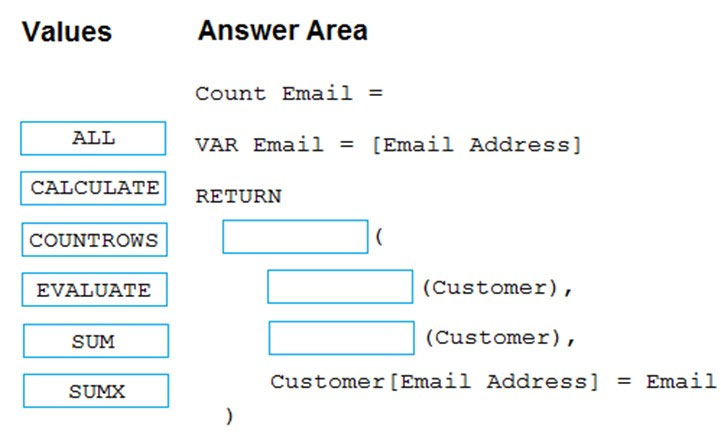 Values
Answer Area
Count Email =
ALL
VAR Email = [Email Address]
CALCULATE
RETURN
COUNTROWS
(
EVALUATE
(Customer),
SUM
(Customer),
SUMX
Customer[Email Address] = Email
)